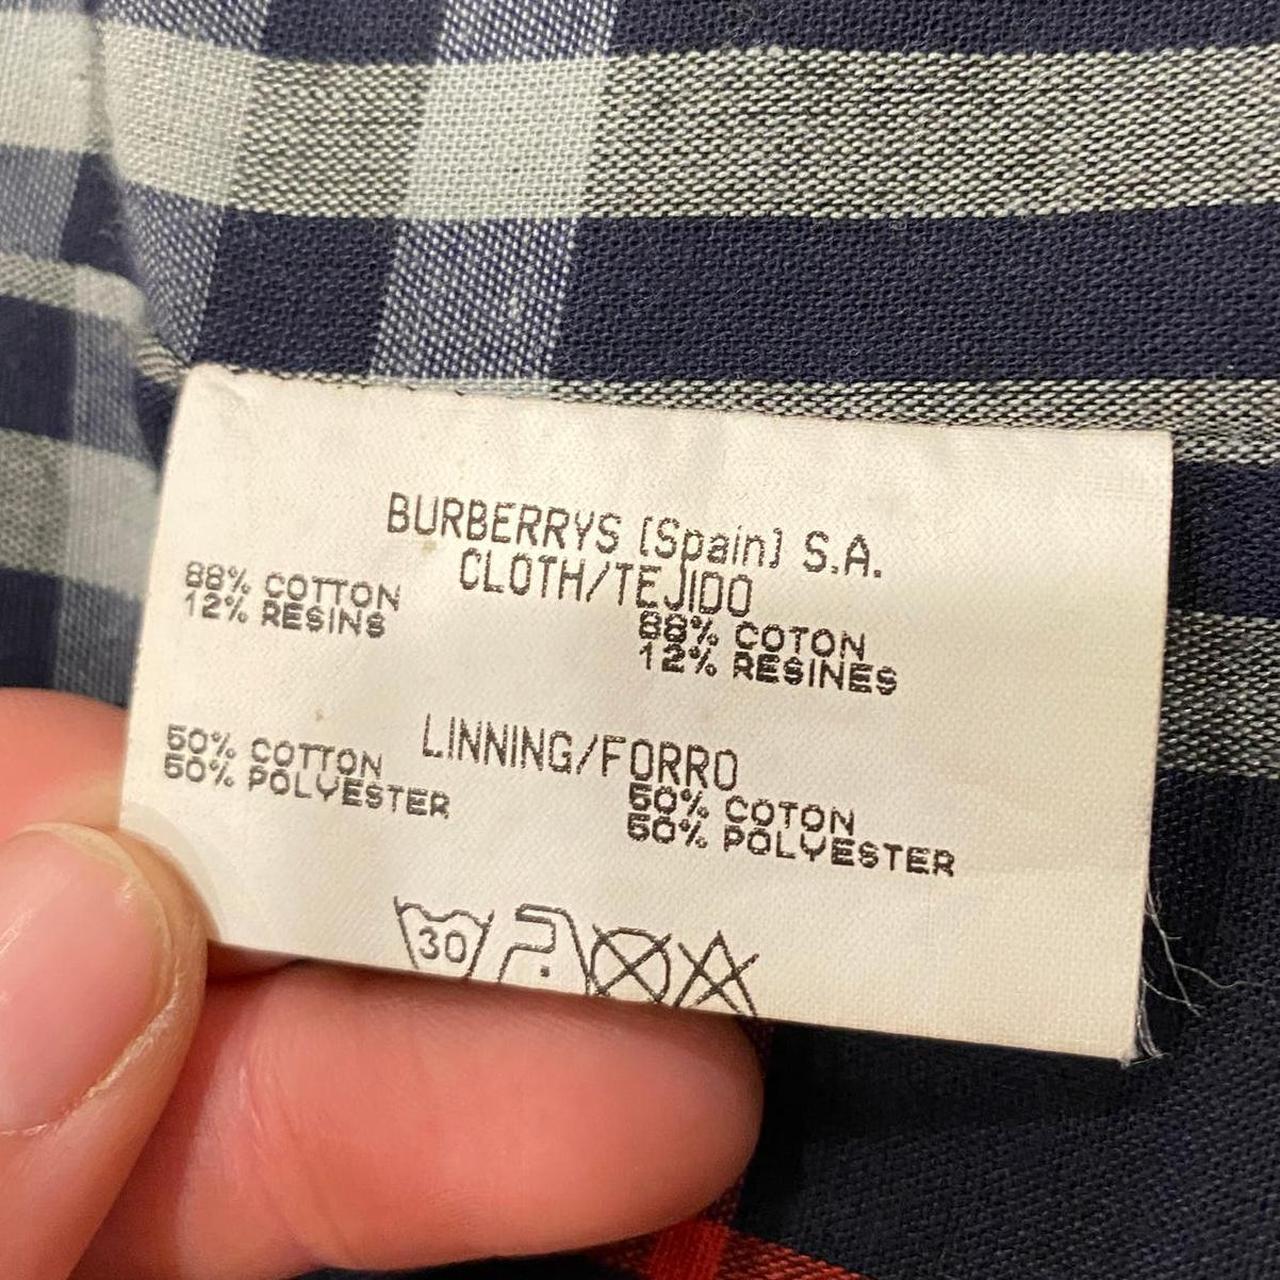 BURBERRYS (Spain) S.A.
CLOTH/TEJIDO
88% COTTON
12% RESINS
88% COTON
12% RESINES
LINNING/FORRO
50% COTTON
50% POLYESTER
50% COTON
50% POLYESTER
30